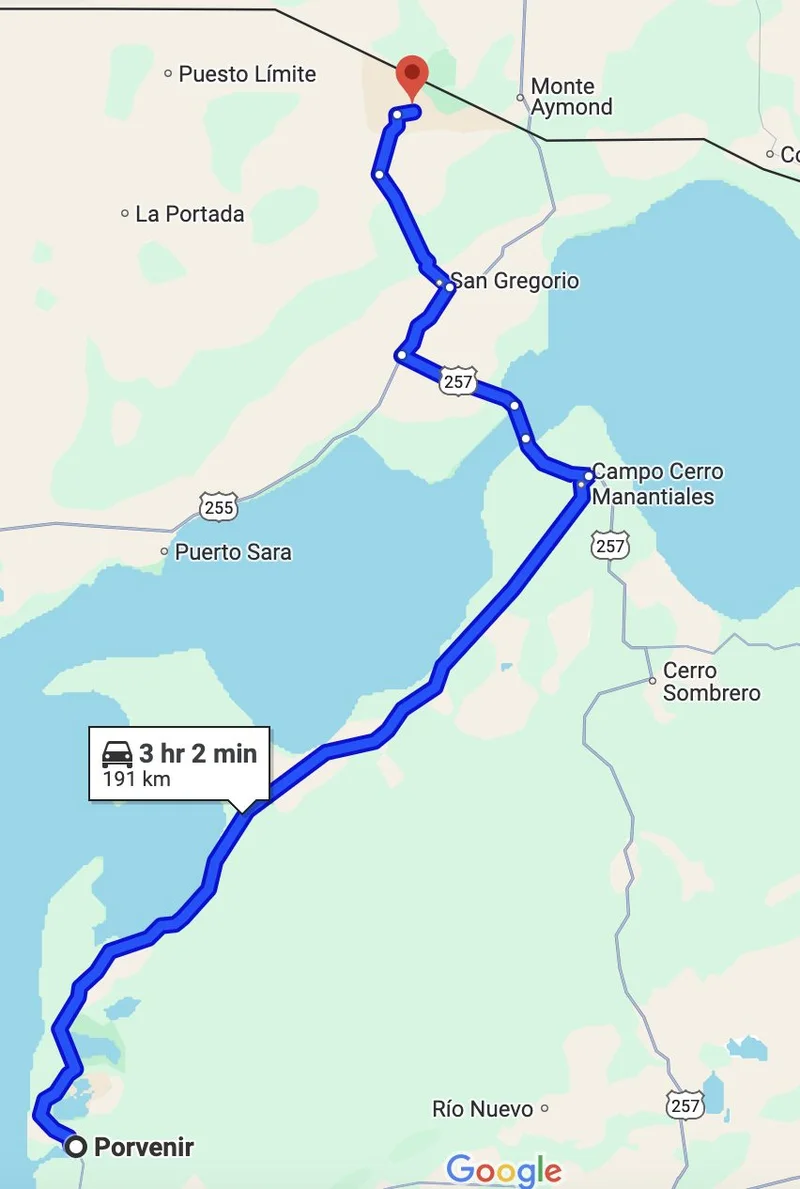 Puesto Límite
Monte
Aymond
La Portada
San Gregorio
257
Campo Cerro
Manantiales
255
Puerto Sara
257
Cerro
Sombrero
3 hr 2 min
191 km
Río Nuevo
257
Porvenir
Google